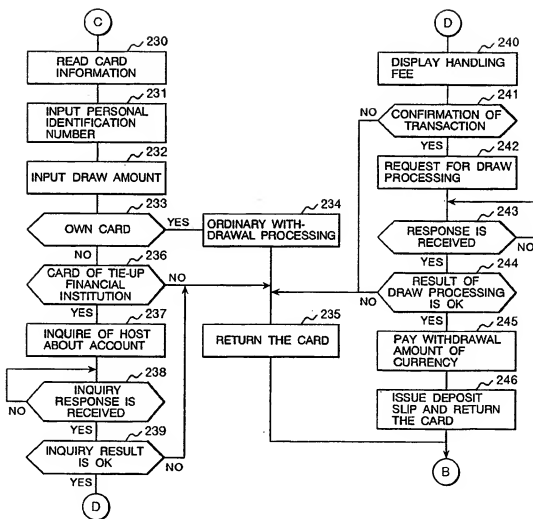 C
230
READ CARD
INFORMATION
231
INPUT PERSONAL
IDENTIFICATION
NUMBER
232
INPUT DRAW AMOUNT
233
OWN CARD
YES
NO
234
ORDINARY WITH-
DRAWAL PROCESSING
236
CARD OF TIE-UP
FINANCIAL
INSTITUTION
NO
YES
237
INQUIRE OF HOST
ABOUT ACCOUNT
235
RETURN THE CARD
238
INQUIRY
RESPONSE IS
RECEIVED
NO
YES
239
INQUIRY RESULT
IS OK
NO
YES
D
D
240
DISPLAY HANDLING
FEE
241
CONFIRMATION OF
TRANSACTION
NO
YES
242
REQUEST FOR DRAW
PROCESSING
243
RESPONSE IS
RECEIVED
NO
YES
244
RESULT OF
DRAW PROCESSING
IS OK
NO
YES
245
PAY WITHDRAWAL
AMOUNT OF
CURRENCY
246
ISSUE DEPOSIT
SLIP AND RETURN
THE CARD
B